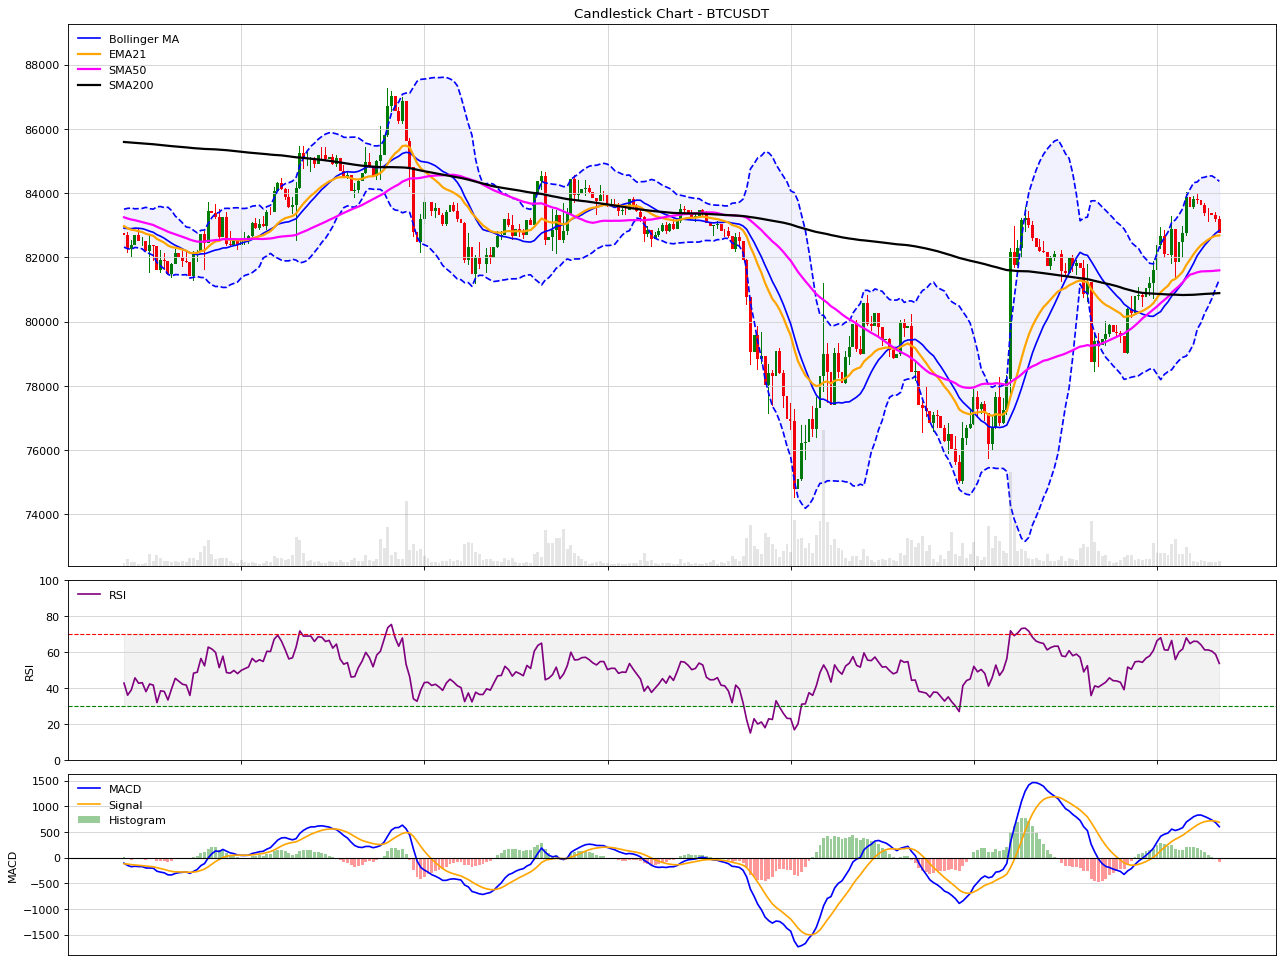 Candlestick Chart - BTCUSDT
Bollinger MA
EMA21
SMA50
SMA200
88000
86000
84000
82000
80000
78000
76000
74000
RSI
RSI
100
80
60
40
20
0
MACD
Signal
Histogram
MACD
1500
1000
500
0
−500
−1000
−1500